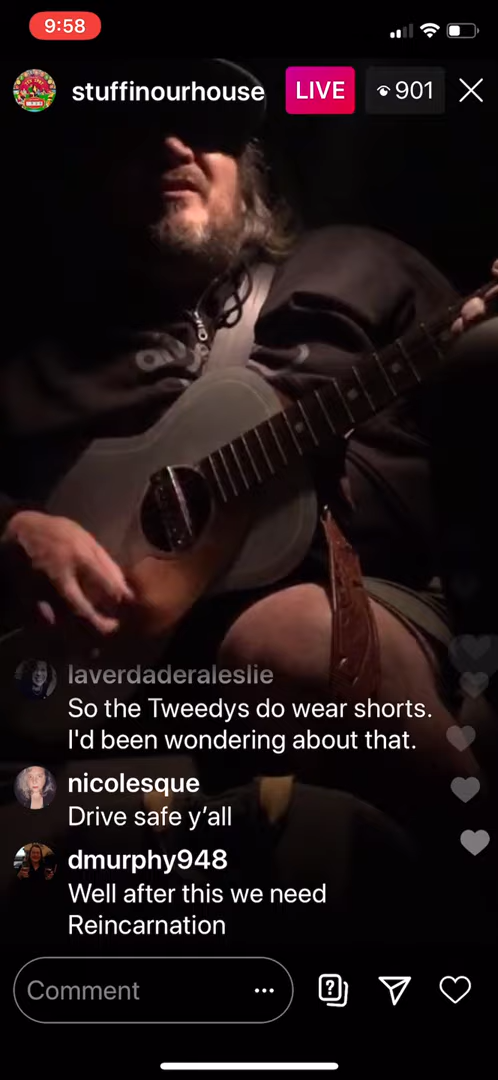 9:58
stuffinourhouse
LIVE
901
laverdaderaleslie
So the Tweedys do wear shorts.
I'd been wondering about that.
nicolesque
Drive safe y’all
dmurphy948
Well after this we need
Reincarnation
Comment